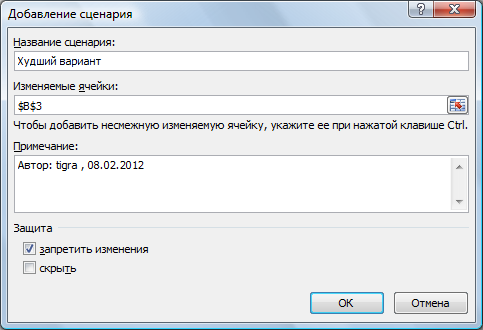 Добавление сценария
Название сценария:
Худший вариант
Изменяемые ячейки:
$B$3
Чтобы добавить несмежную изменяемую ячейку, укажите ее при нажатой клавише Ctrl.
Примечание:
Автор: tigra , 08.02.2012
Защита
запретить изменения
скрыть
ОК
Отмена